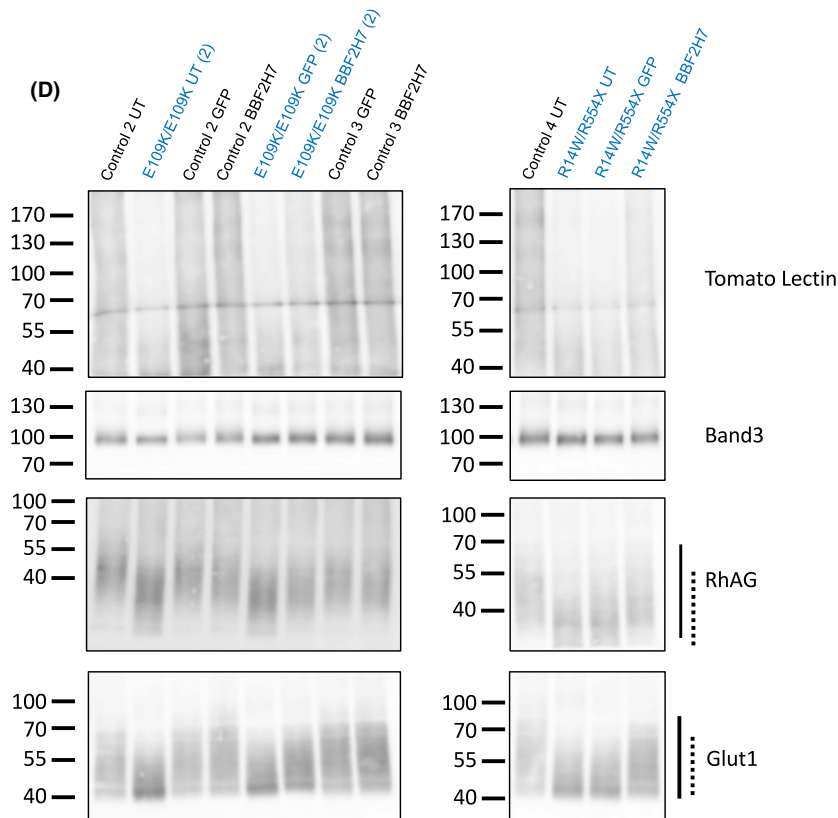 (D)
Control 2 UT
E109K/E109K UT (2)
Control 2 GFP
Control 2 BBF2H7
E109K/E109K GFP (2)
E109K/E109K BBF2H7 (2)
Control 3 GFP
Control 3 BBF2H7
Control 4 UT
R14W/R554X UT
R14W/R554X GFP
R14W/R554X BBF2H7
170
130
100
70
55
40
170
130
100
70
55
40
Tomato Lectin
130
100
70
130
100
70
Band3
100
70
55
40
100
70
55
40
RhAG
100
70
55
40
100
70
55
40
Glut1